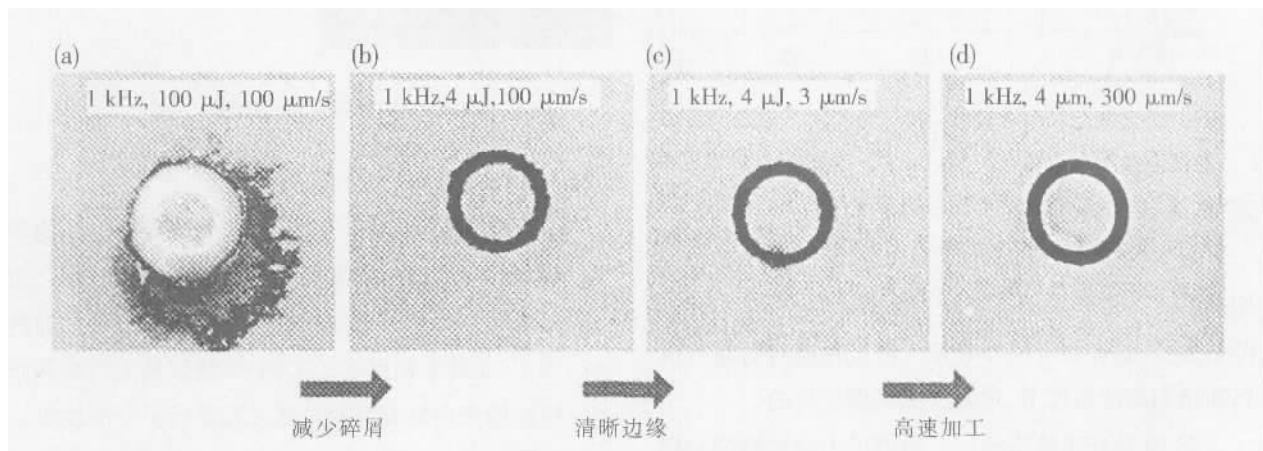 (a)
(b)
(c)
(d)
1 kHz, 100 μJ, 100 μm/s
1 kHz,4 μJ,100 μm/s
1 kHz, 4 μJ, 3 μm/s
1 kHz, 4 μm, 300 μm/s
减少碎屑
清晰边缘
高速加工